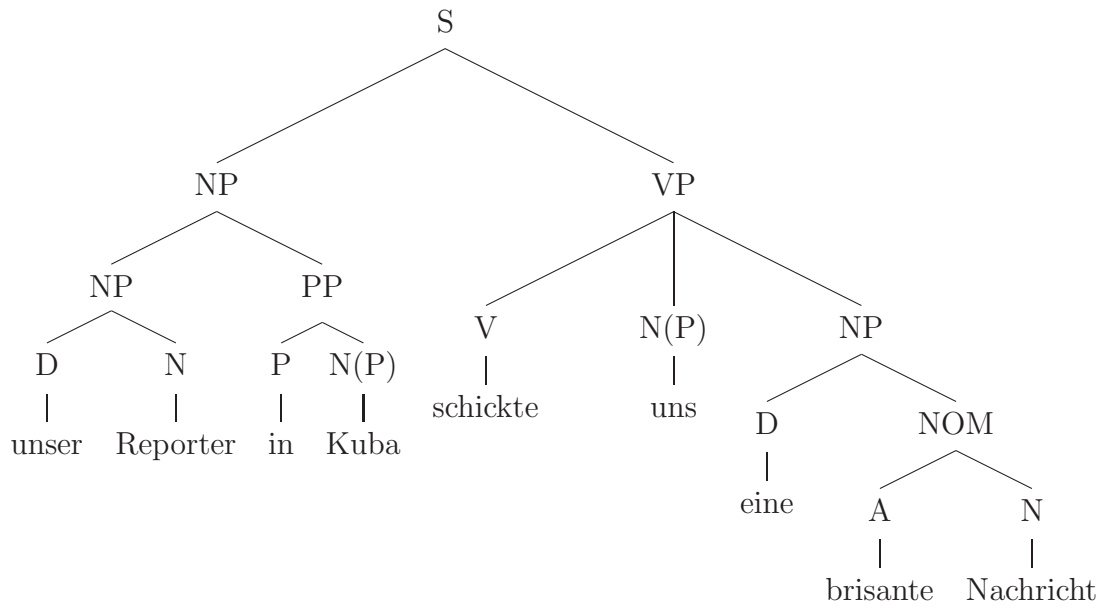 S
NP VP
NP PP
V N(P) NP
D N P N(P)
schickte uns
D NOM
unser Reporter in Kuba
eine
A N
brisante Nachricht